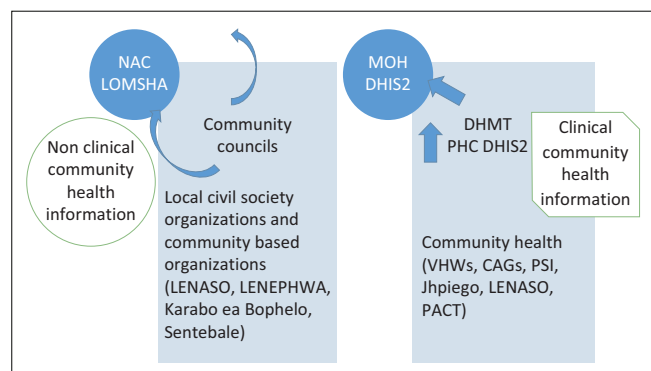 NAC
LOMSHA
Non clinical
community
health
information
Community
councils
Local civil society
organizations and
community based
organizations
(LENASO, LENEPHWA,
Karabo ea Bophelo,
Sentebale)
MOH
DHIS2
DHMT
PHC DHIS2
Clinical
community
health
information
Community health
(VHWs, CAGs, PSI,
Jhpiego, LENASO,
PACT)